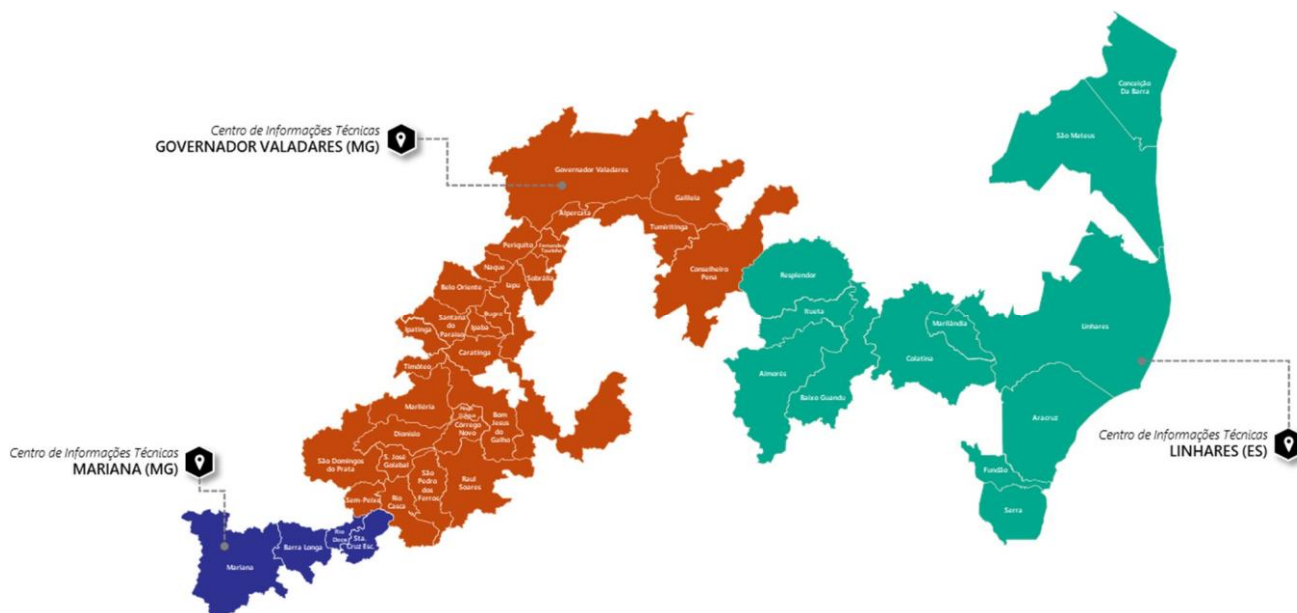 Conceição
Da Barra
São Mateus
Centro de Informações Técnicas
GOVERNADOR VALADARES (MG)
Governador Valadares
Galileia
Alpercata
Tumiritinga
Periquito
Fernandes
Tourinho
Naque
Sobrália
Iapu
Belo Oriente
Conselheiro
Pena
Resplendor
Bugre
Santana
do
Paraíso
Ipatinga
Ipaba
Itueta
Marilândia
Linhares
Caratinga
Colatina
Timóteo
Aimorés
Baixo Guandu
Marliéria
Córrego
Novo
Bom
Jesus
do Galho
Aracruz
Dionísio
Centro de Informações Técnicas
LINHARES (ES)
Centro de Informações Técnicas
MARIANA (MG)
São Domingos
do Prata
S. José
Goiabal
São
Pedro
dos
Ferros
Raul
Soares
Fundão
Sem-Peixe
Rio
Casca
Serra
Rio
Doce
Sta.
Cruz Esc.
Barra Longa
Mariana